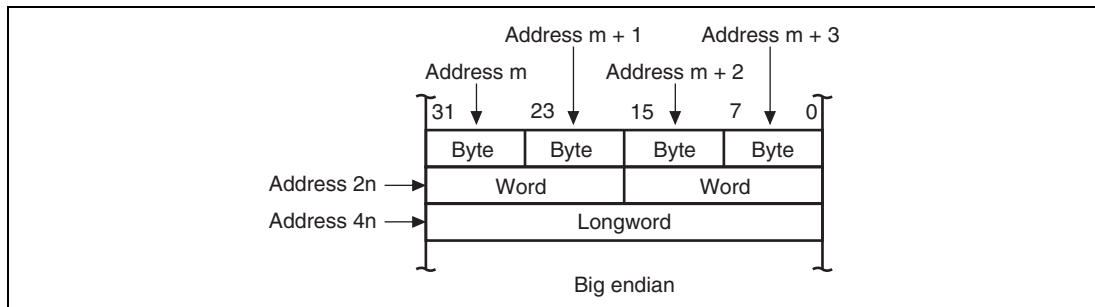 Address m + 1 Address m + 3
Address m Address m + 2
31 23 15 7 0
Byte Byte Byte Byte
Address 2n Word Word
Address 4n Longword
Big endian